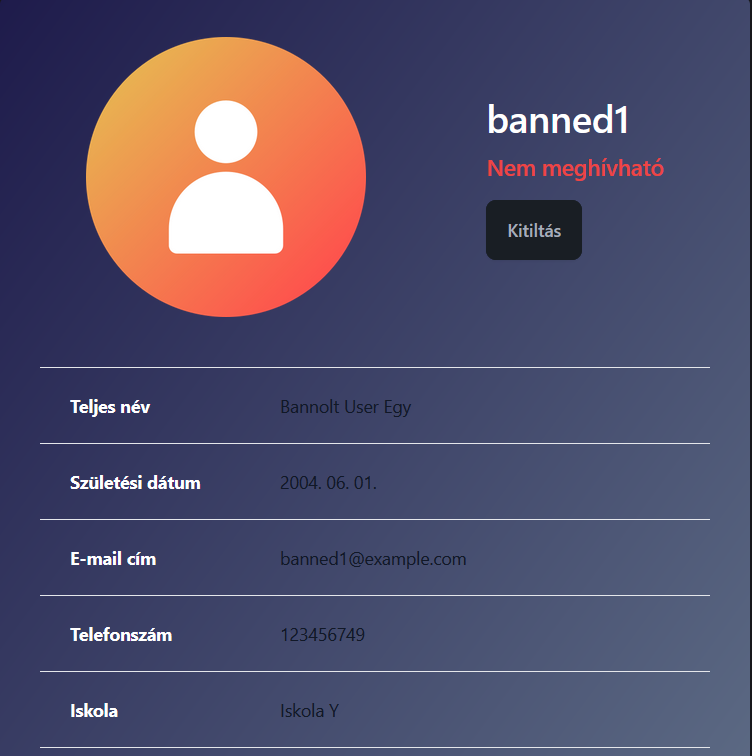 banned1
Nem meghívható
Kitiltás
Teljes név Bannolt User Egy
Születési dátum 2004. 06. 01.
E-mail cím banned1@example.com
Telefonszám 123456749
Iskola Iskola Y